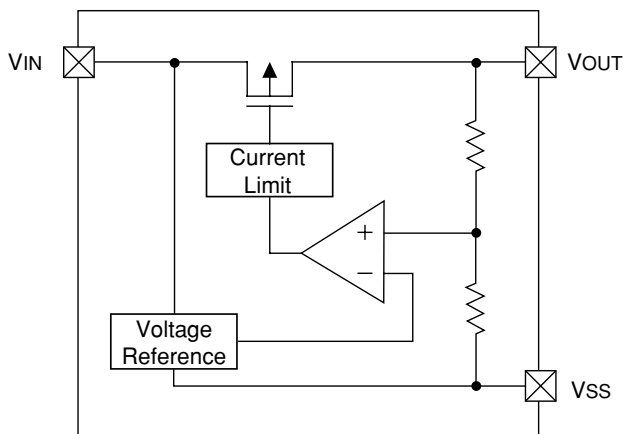 VIN
VOUT
Current
Limit
+
−
Voltage
Reference
VSS